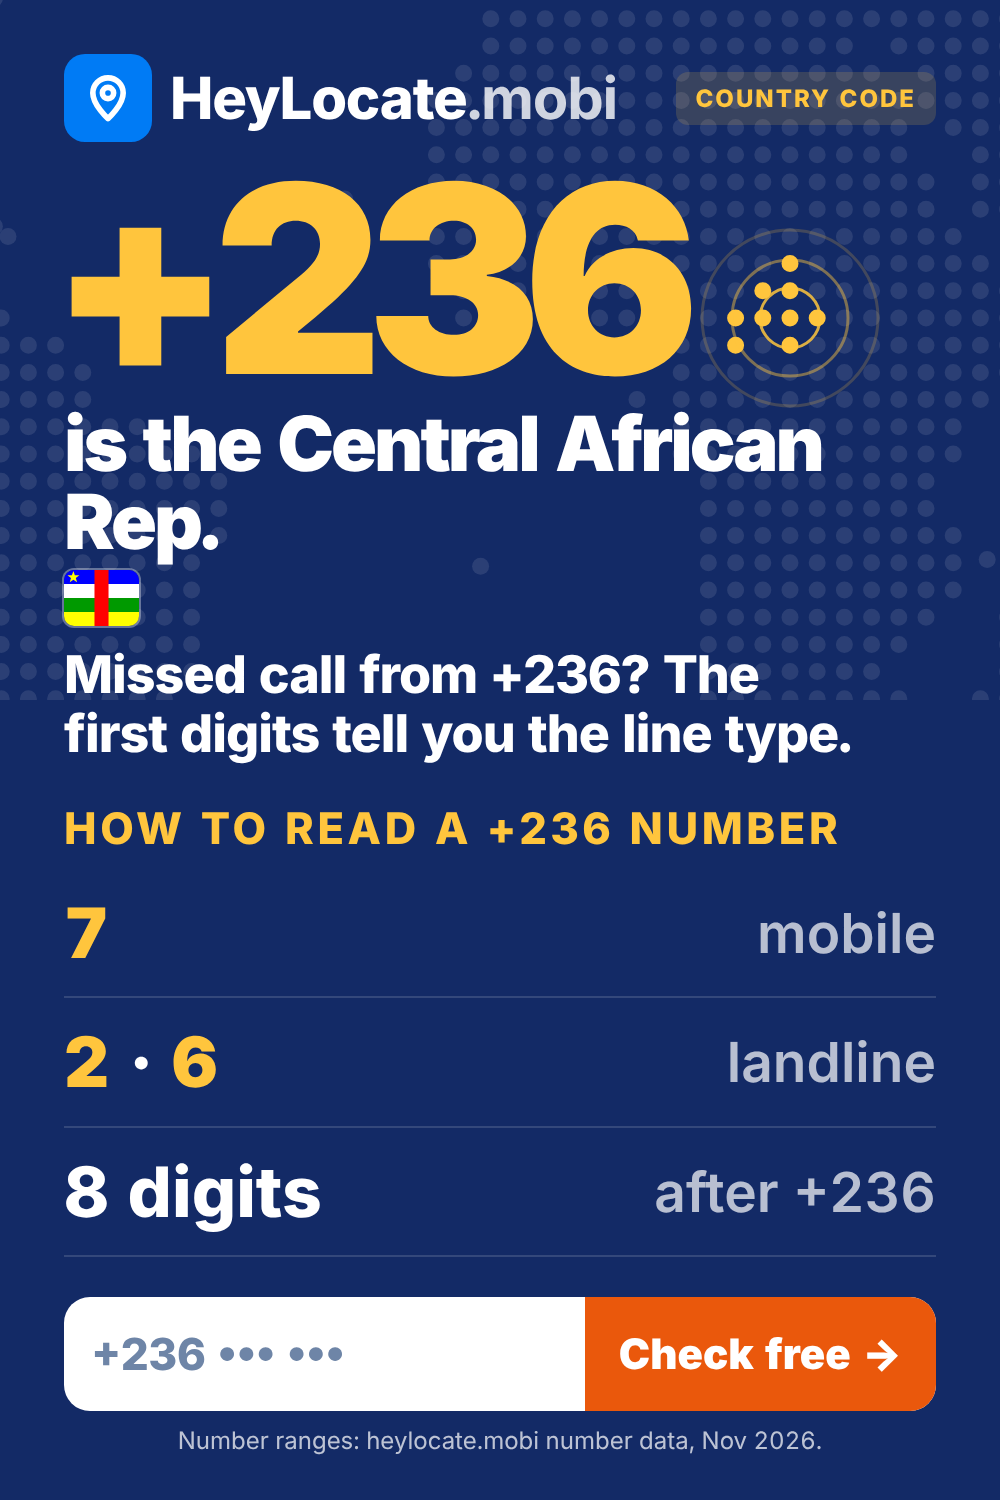 HeyLocate.mobi
COUNTRY CODE
+236
is the Central African
Rep.
Missed call from +236? The
first digits tell you the line type.
HOW TO READ A +236 NUMBER
7 mobile
2 · 6 landline
8 digits after +236
+236 ••• •••
Check free →
Number ranges: heylocate.mobi number data, Nov 2026.